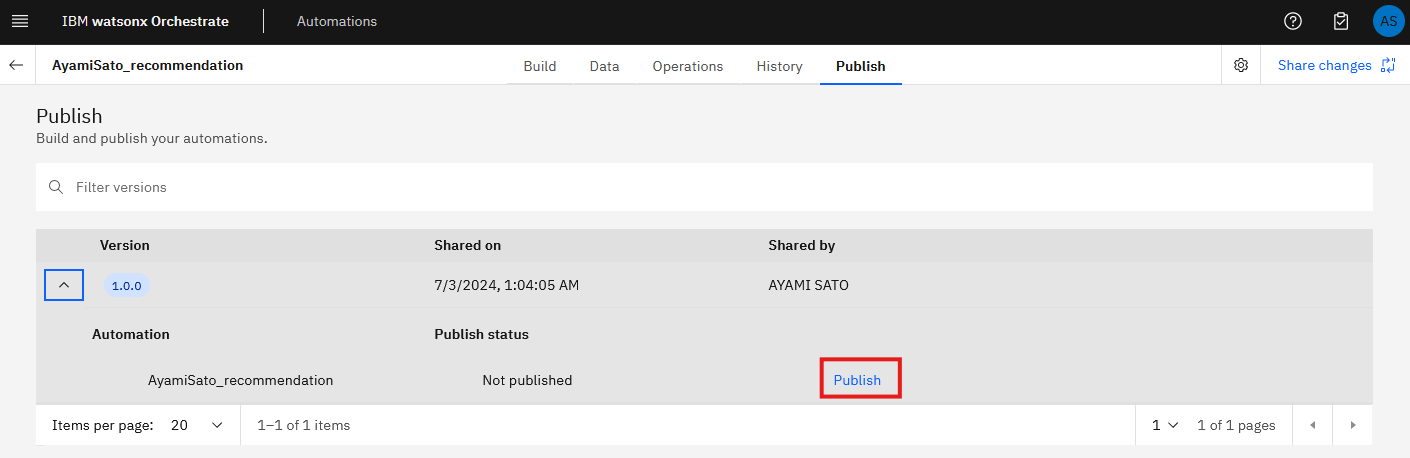 IBM watsonx Orchestrate Automations AS
AyamiSato_recommendation Build Data Operations History Publish Share changes
Publish
Build and publish your automations.
Filter versions
Version Shared on Shared by
1.0.0 7/3/2024, 1:04:05 AM AYAMI SATO
Automation Publish status
AyamiSato_recommendation Not published Publish
Items per page: 20 1–1 of 1 items 1 1 of 1 pages